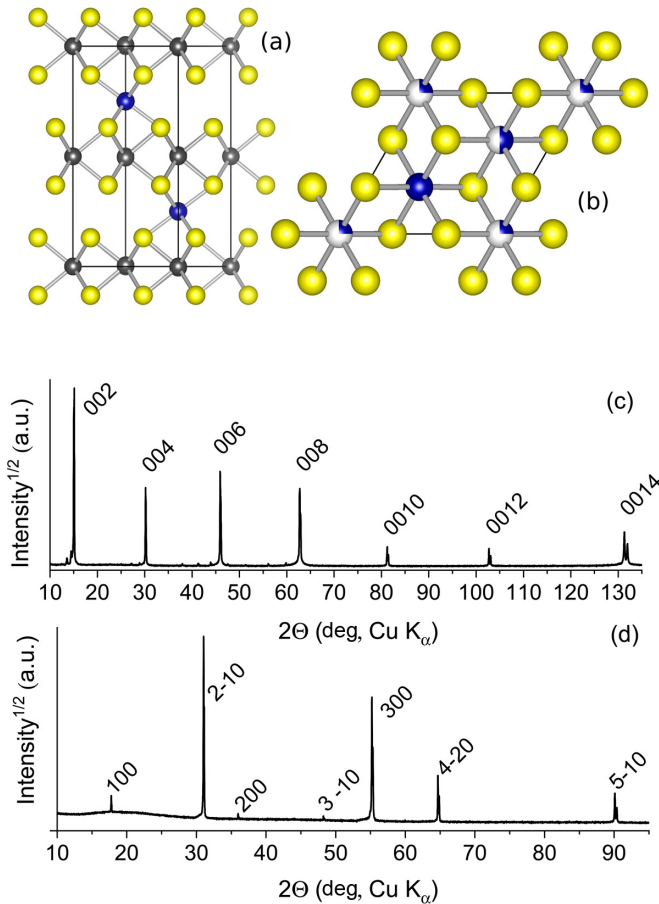 (a)
(b)
(c)
002
004
006
008
0010
0012
0014
Intensity^1/2 (a.u.)
10 20 30 40 50 60 70 80 90 100 110 120 130
2Θ (deg, Cu Kα)
(d)
100
2-10
200
3 -10
300
4-20
5-10
Intensity^1/2 (a.u.)
10 20 30 40 50 60 70 80 90
2Θ (deg, Cu Kα)